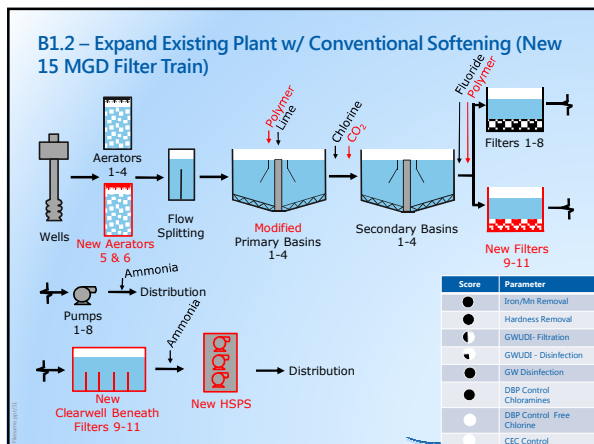 B1.2 – Expand Existing Plant w/ Conventional Softening (New
15 MGD Filter Train)
Polymer
Lime
Chlorine
CO₂
Fluoride
Polymer
Aerators
1-4
Filters 1-8
Wells
New Aerators
5 & 6
Flow
Splitting
Modified
Primary Basins
1-4
Secondary Basins
1-4
New Filters
9-11
Ammonia
Distribution
Pumps
1-8
Ammonia
New
Clearwell Beneath
Filters 9-11
New HSPS
Distribution
Score Parameter
Iron/Mn Removal
Hardness Removal
GWUDI- Filtration
GWUDI - Disinfection
GW Disinfection
DBP Control
Chloramines
DBP Control Free
Chlorine
CEC Control